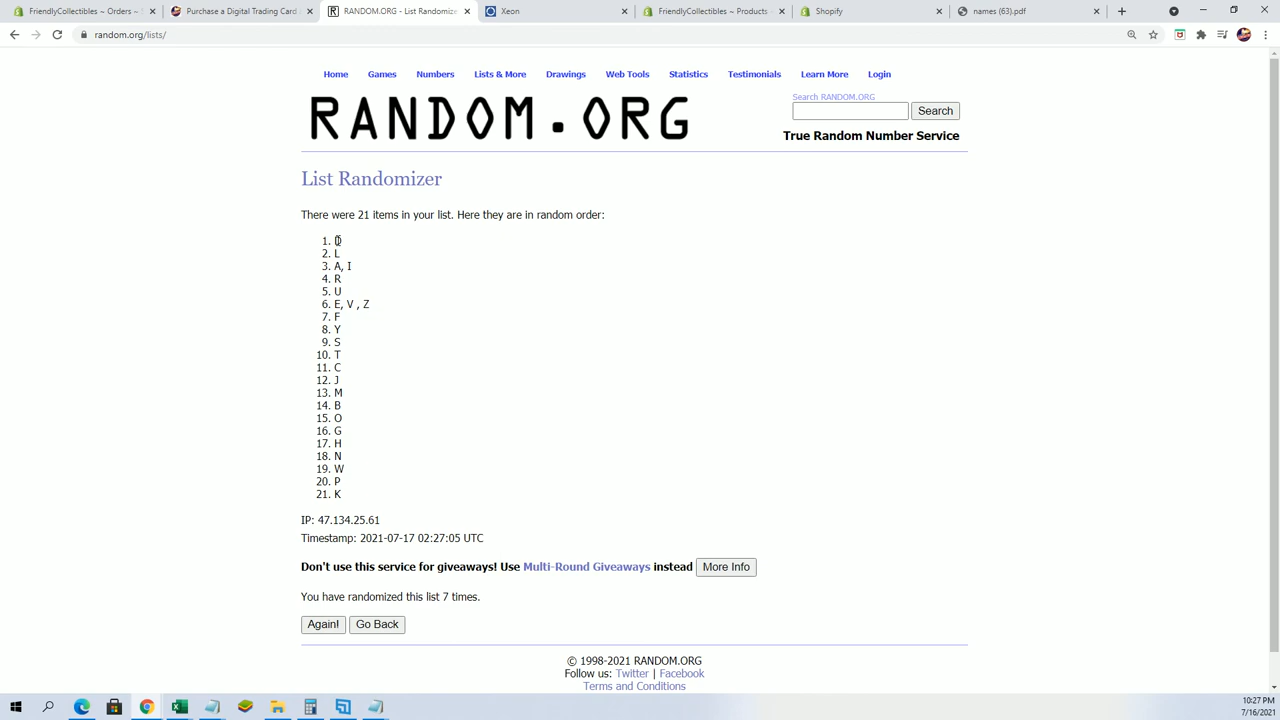 FriendlyCollectibles ~ Orders ~
Purchase a Digital Trading Card
RANDOM.ORG - List Randomizer
Xeon
FriendlyCollectibles.
Shopify
names (63).pdf
random.org/lists/
Home Games Numbers Lists & More Drawings Web Tools Statistics Testimonials Learn More Login
Search RANDOM.ORG
RANDOM.ORG
Search
True Random Number Service
List Randomizer
There were 21 items in your list. Here they are in random order:
1. D
2. L
3. A, I
4. R
5. U
6. E, V , Z
7. F
8. Y
9. S
10. T
11. C
12. J
13. M
14. B
15. O
16. G
17. H
18. N
19. W
20. P
21. K
IP: 47.134.25.61
Timestamp: 2021-07-17 02:27:05 UTC
Don't use this service for giveaways! Use Multi-Round Giveaways instead More Info
You have randomized this list 7 times.
Again! Go Back
© 1998-2021 RANDOM.ORG
Follow us: Twitter | Facebook
Terms and Conditions
10:27 PM
7/16/2021